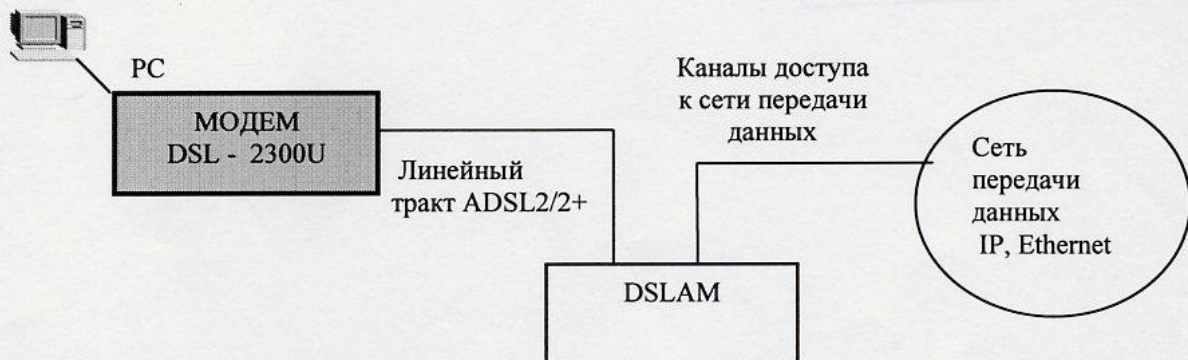 PC
МОДЕМ
DSL - 2300U
Линейный
тракт ADSL2/2+
Каналы доступа
к сети передачи
данных
Сеть
передачи
данных
IP, Ethernet
DSLAM